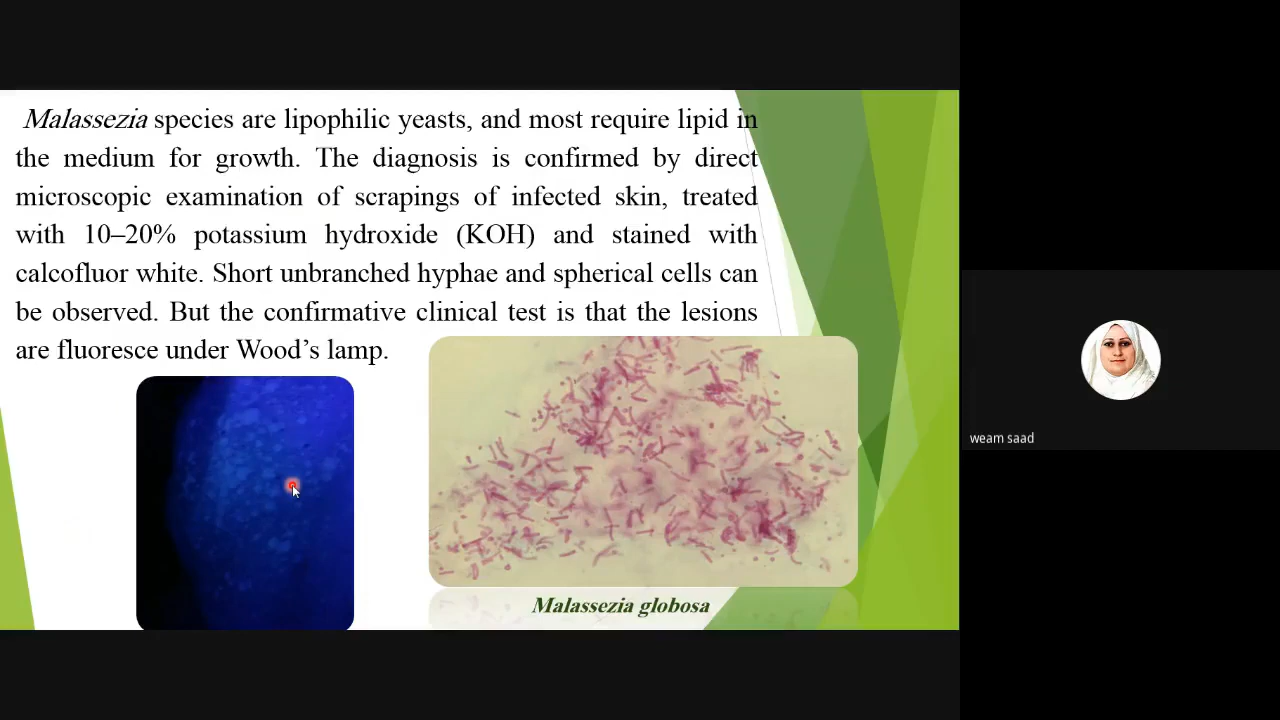 Malassezia species are lipophilic yeasts, and most require lipid in
the medium for growth. The diagnosis is confirmed by direct
microscopic examination of scrapings of infected skin, treated
with 10–20% potassium hydroxide (KOH) and stained with
calcofluor white. Short unbranched hyphae and spherical cells can
be observed. But the confirmative clinical test is that the lesions
are fluoresce under Wood’s lamp.
Malassezia globosa
weam saad